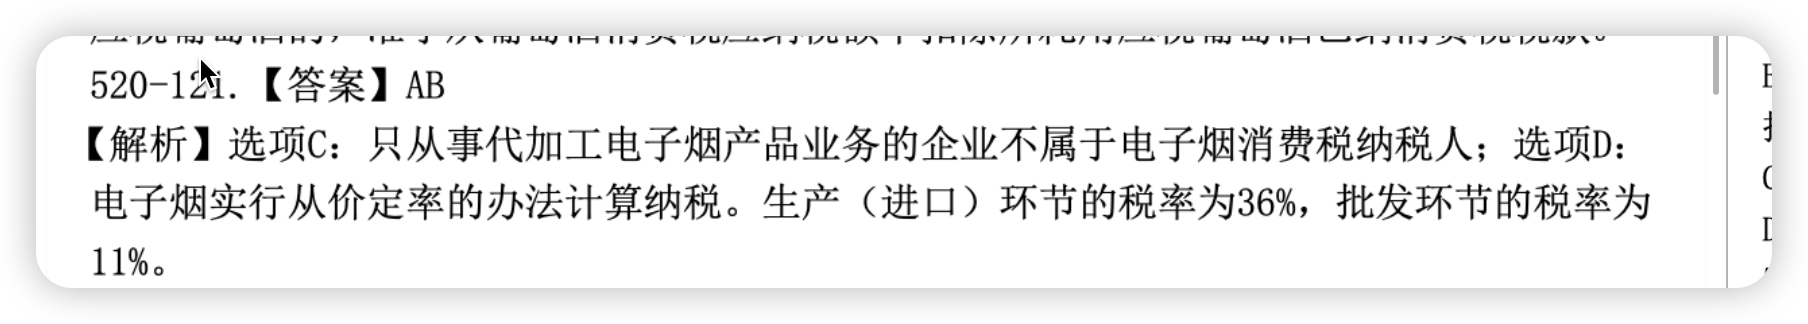 520-121.【答案】AB
【解析】选项C：只从事代加工电子烟产品业务的企业不属于电子烟消费税纳税人；选项D：
电子烟实行从价定率的办法计算纳税。生产（进口）环节的税率为36%，批发环节的税率为
11%。